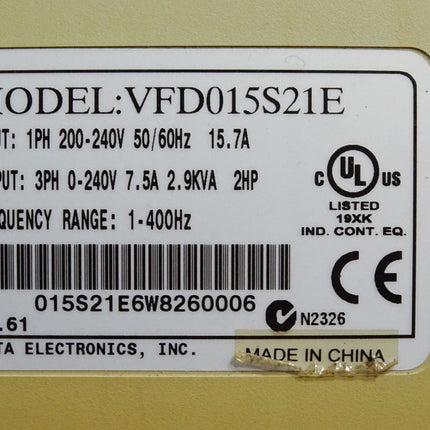 MODEL:VFD015S21E
UT: 1PH 200-240V 50/60Hz 15.7A
PUT: 3PH 0-240V 7.5A 2.9KVA 2HP
EQUENCY RANGE: 1-400Hz
C UL US
LISTED
19XK
IND. CONT. EQ.
015S21E6W8260006
.61
N2326
CE
TA ELECTRONICS, INC.
MADE IN CHINA